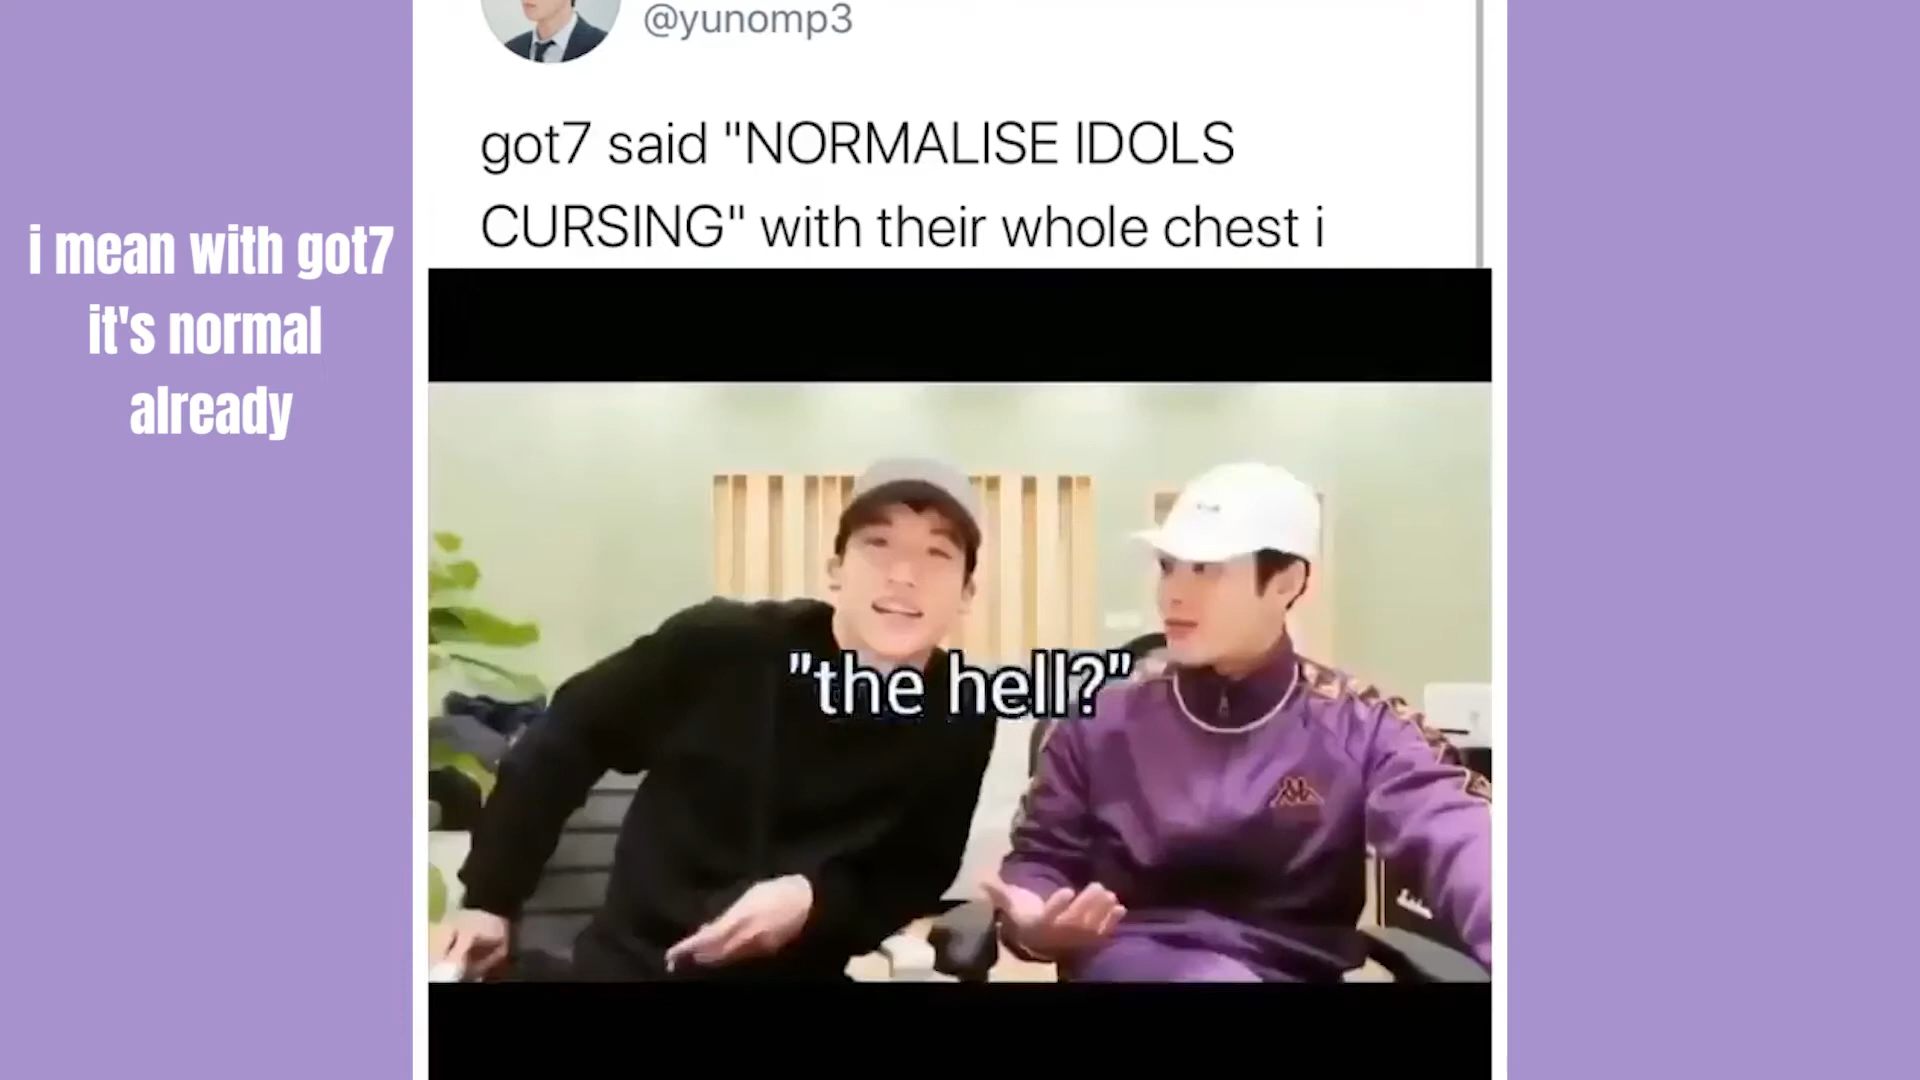 @yunomp3
got7 said "NORMALISE IDOLS
CURSING" with their whole chest i
i mean with got7
it's normal
already
"the hell?"